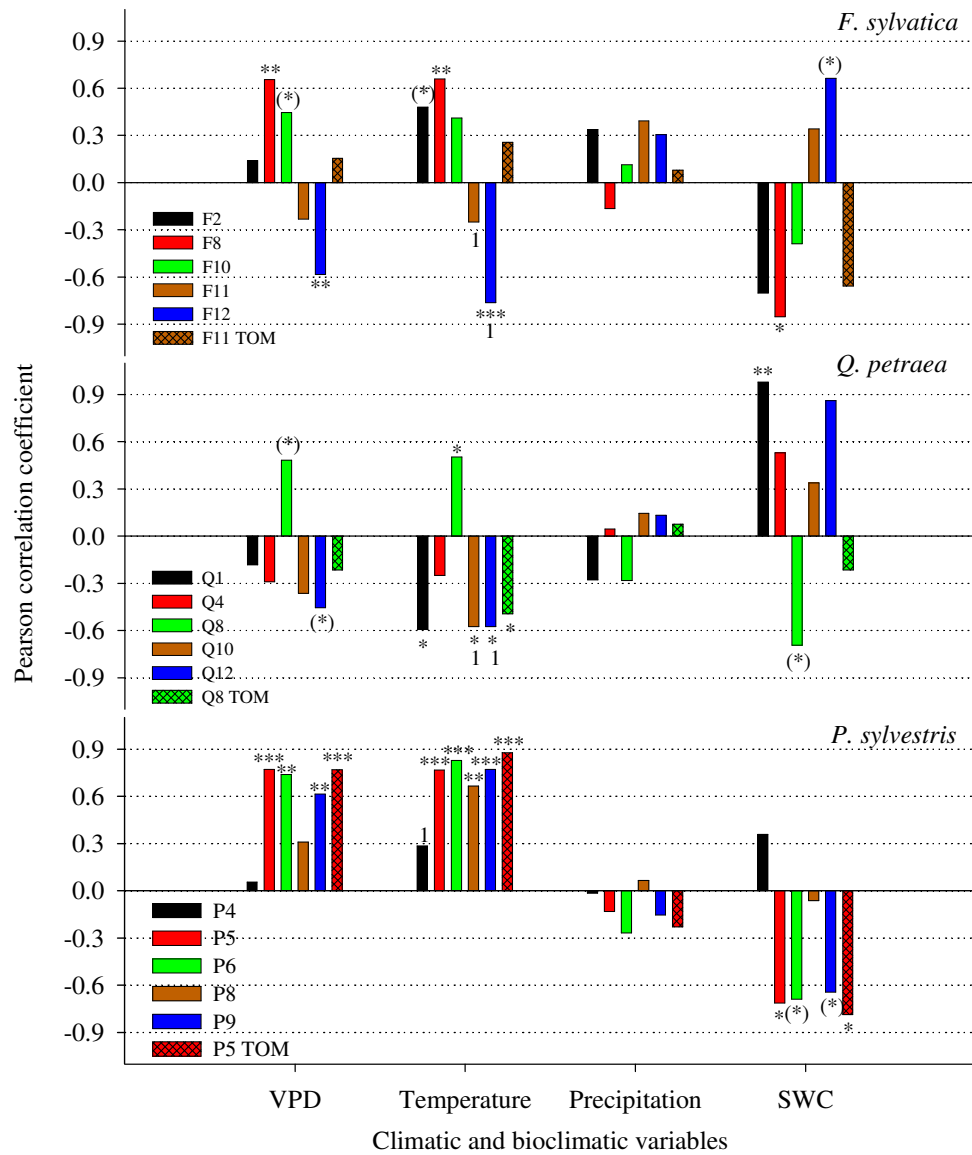 F. sylvatica
0.9
** ** (*)
(*) (*)
0.6
0.3
0.0
F2
-0.3
F8
1
F10
-0.6
F11
**
F12
***
-0.9
1 *
F11 TOM
Pearson correlation coefficient
Q. petraea
0.9
**
0.6
(*) *
0.3
0.0
Q1
-0.3
Q4
Q8
(*)
-0.6
Q10
* * * *
Q12
1 1 (*)
-0.9
Q8 TOM
P. sylvestris
0.9
*** ** ** *** *** *** ** *** ***
0.6
1
0.3
0.0
P4
-0.3
P5
P6
-0.6
P8
P9
* (*) (*)
-0.9
*
P5 TOM
VPD Temperature Precipitation SWC
Climatic and bioclimatic variables